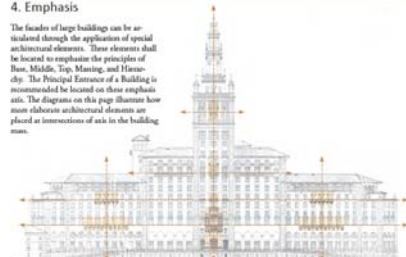 4. Emphasis
The facades of large buildings can be ar-
ticulated through the application of special
architectural elements. These elements shall
be located to emphasize the principles of
Base, Middle, Top, Massing, and Hierar-
chy. The Principal Entrance of a Building is
recommended be located on these emphasis
axis. The diagrams on this page illustrate how
more elaborate architectural elements are
placed at intersections of axis in the building
mass.